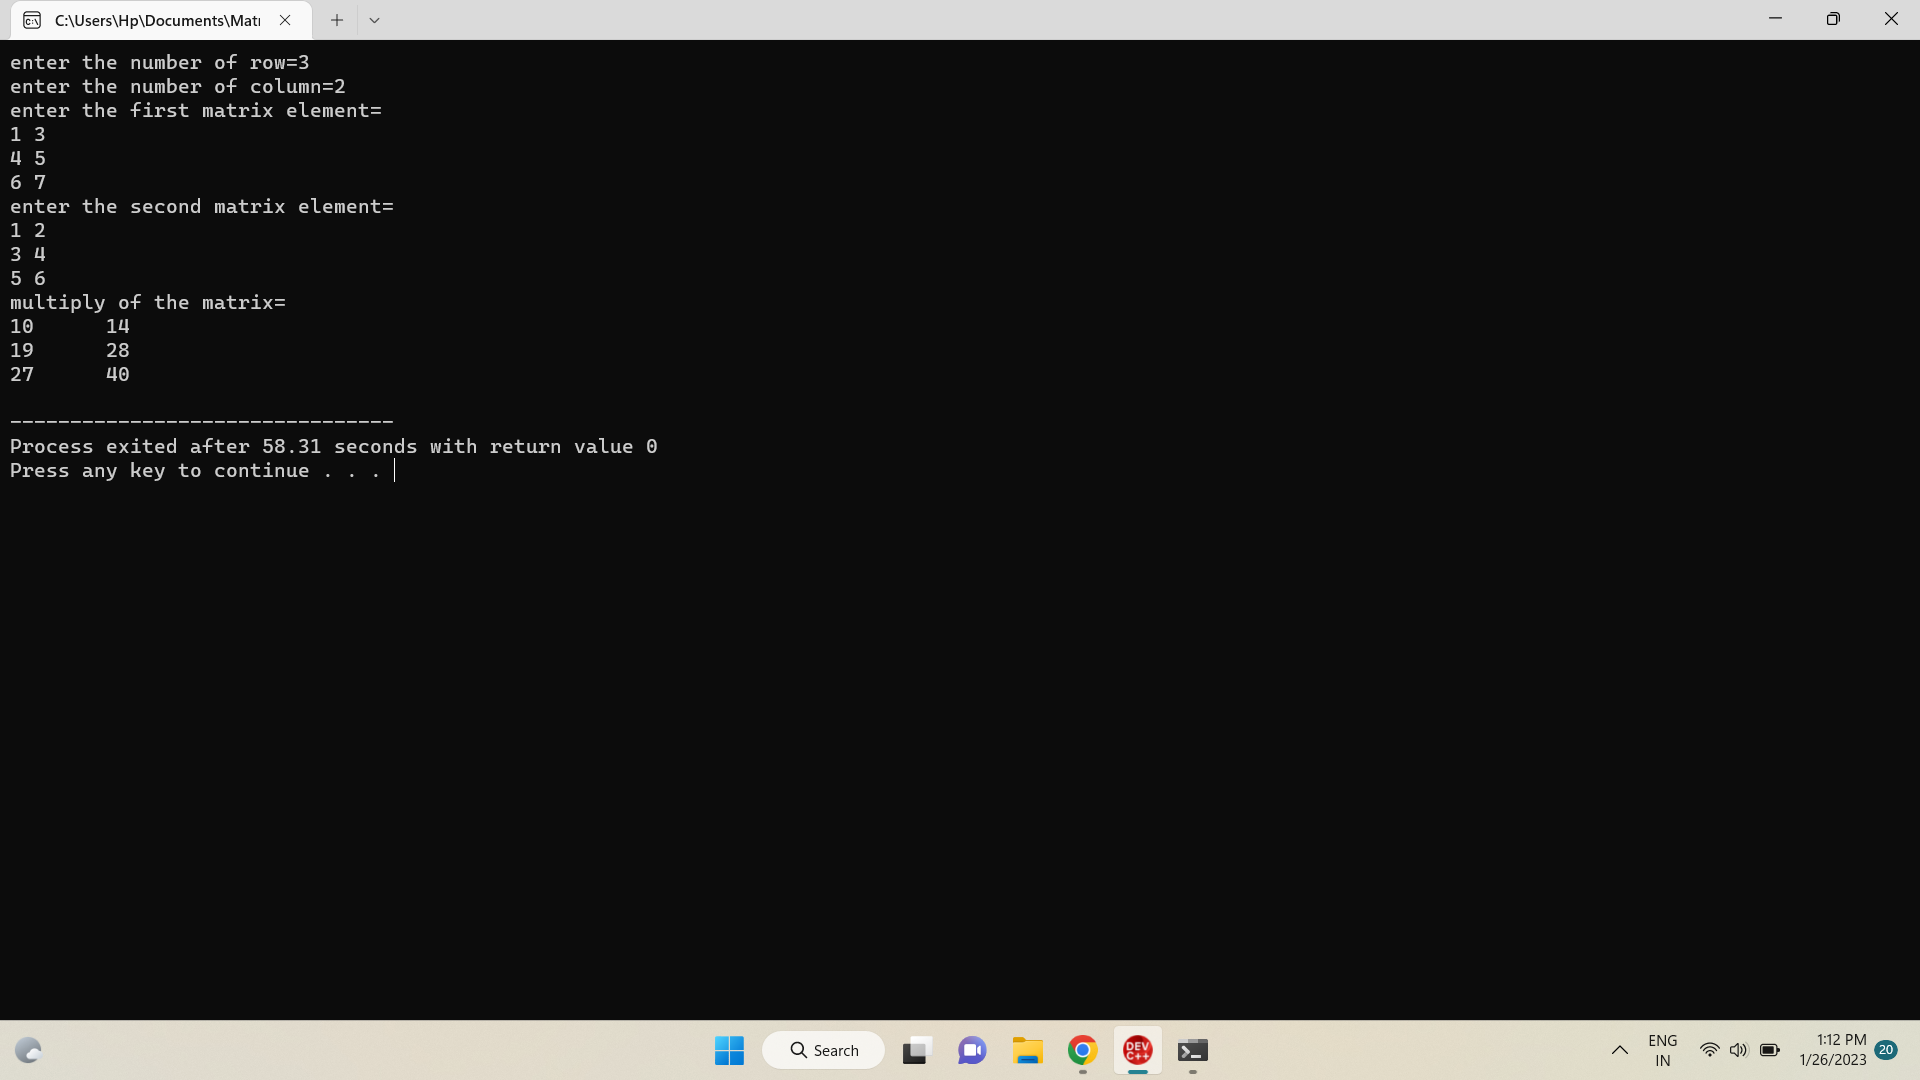 C:\Users\Hp\Documents\Matr
enter the number of row=3
enter the number of column=2
enter the first matrix element=
1 3
4 5
6 7
enter the second matrix element=
1 2
3 4
5 6
multiply of the matrix=
10      14
19      28
27      40
--------------------------------
Process exited after 58.31 seconds with return value 0
Press any key to continue . . .
Search
DEV
C++
ENG
IN
1:12 PM
1/26/2023
20